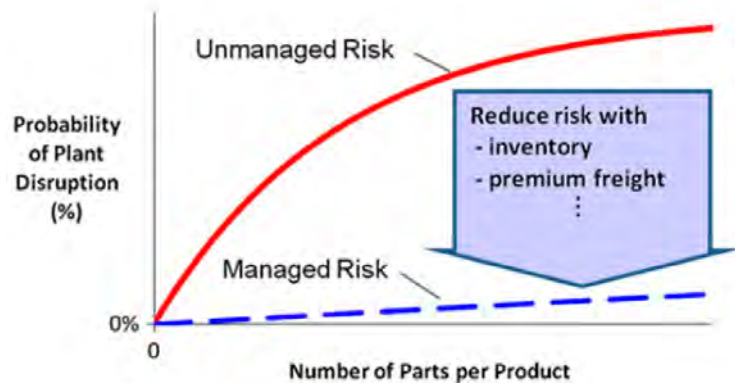 Unmanaged Risk
Probability
of Plant
Disruption
(%)
Reduce risk with
- inventory
- premium freight
⋮
Managed Risk
0%
0
Number of Parts per Product